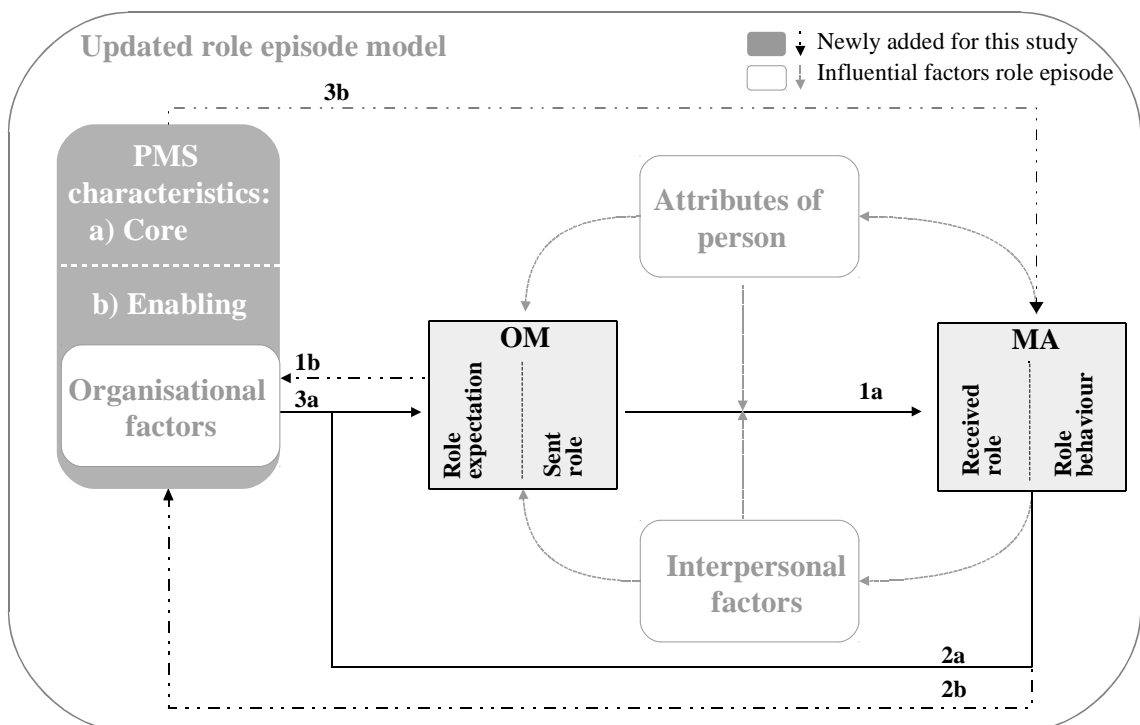 Updated role episode model
Newly added for this study
Influential factors role episode
3b
PMS
characteristics:
a) Core
b) Enabling
Organisational
factors
Attributes of
person
1b
3a
OM
Role
expectation
Sent
role
1a
MA
Received
role
Role
behaviour
Interpersonal
factors
2a
2b